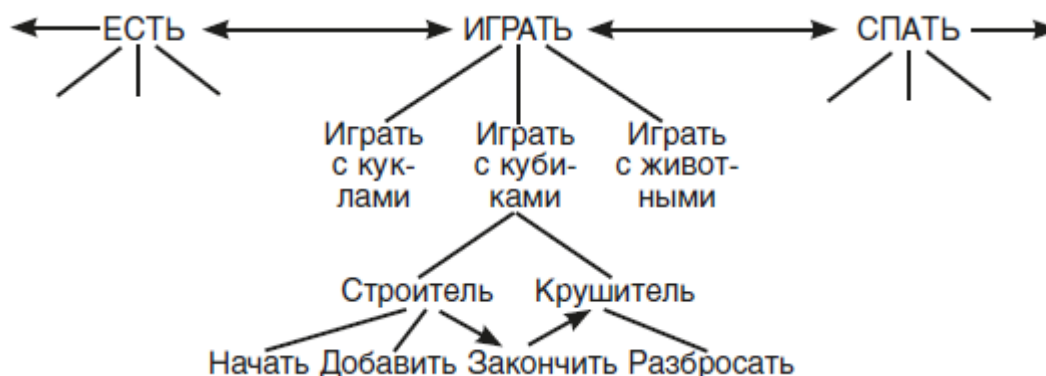 ЕСТЬ ИГРАТЬ СПАТЬ
Играть Играть Играть
с кук- с куби- с живот-
лами ками ными
Строитель Крушитель
Начать Добавить Закончить Разбросать